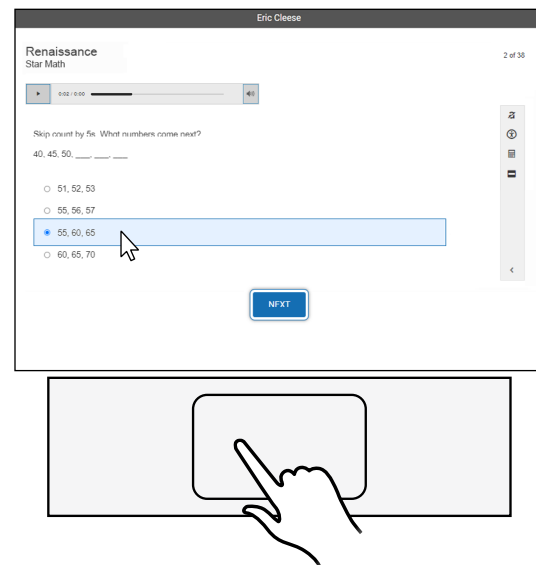 Eric Cleese
Renaissance
Star Math
2 of 38
0:02 / 0:00
Skip count by 5s. What numbers come next?
40, 45, 50, ___, ___, ___
51, 52, 53
55, 56, 57
55, 60, 65
60, 65, 70
NEXT